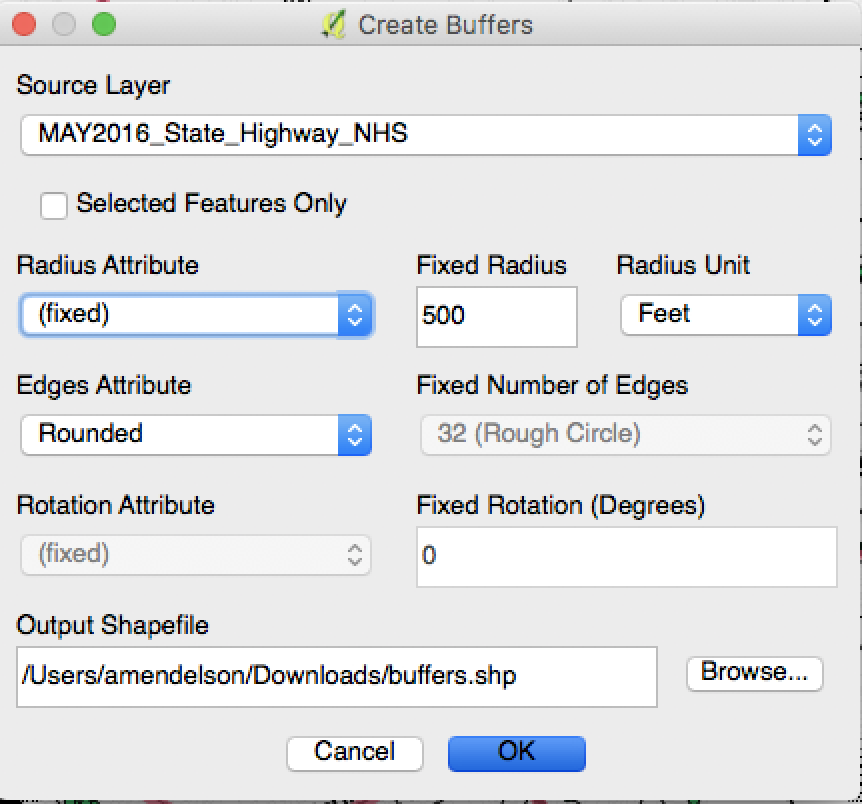 Create Buffers
Source Layer
MAY2016_State_Highway_NHS
Selected Features Only
Radius Attribute Fixed Radius Radius Unit
(fixed) 500 Feet
Edges Attribute Fixed Number of Edges
Rounded 32 (Rough Circle)
Rotation Attribute Fixed Rotation (Degrees)
(fixed) 0
Output Shapefile
/Users/amendelson/Downloads/buffers.shp Browse...
Cancel OK